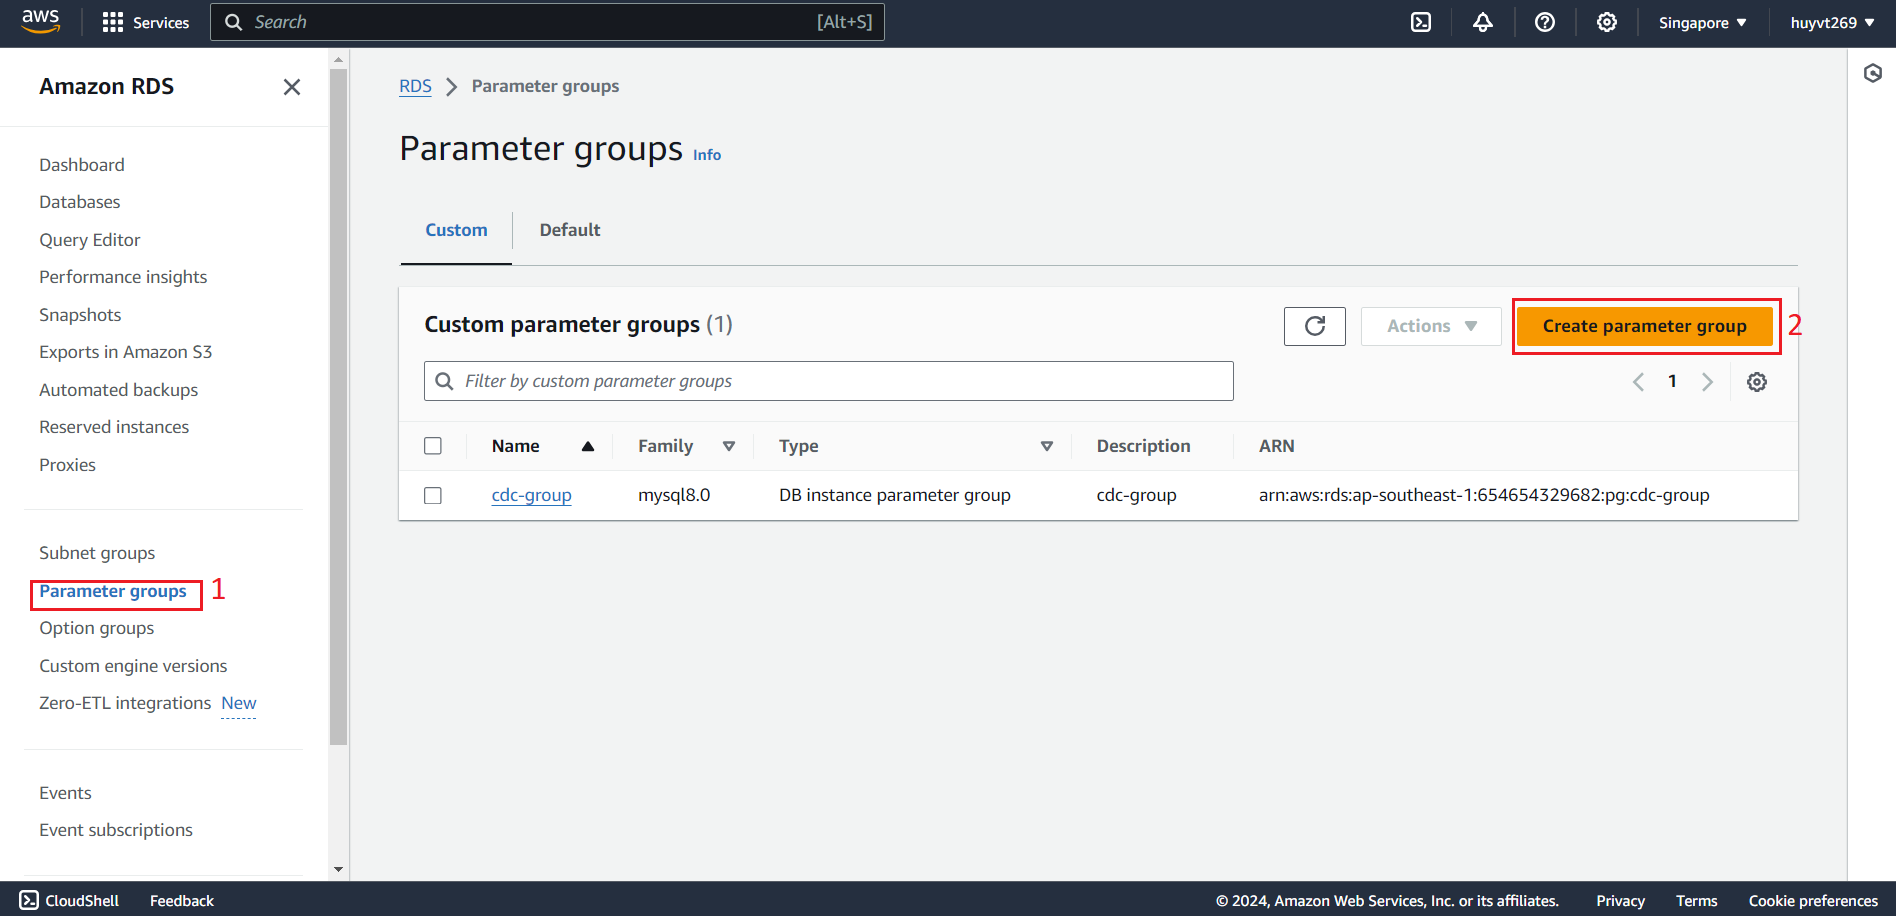 aws Services Search [Alt+S] Singapore huyvt269
Amazon RDS
Dashboard
Databases
Query Editor
Performance insights
Snapshots
Exports in Amazon S3
Automated backups
Reserved instances
Proxies
Subnet groups
Parameter groups 1
Option groups
Custom engine versions
Zero-ETL integrations New
Events
Event subscriptions
RDS Parameter groups
Parameter groups Info
Custom Default
Custom parameter groups (1) Actions Create parameter group 2
Filter by custom parameter groups 1
Name Family Type Description ARN
cdc-group mysql8.0 DB instance parameter group cdc-group arn:aws:rds:ap-southeast-1:654654329682:pg:cdc-group
CloudShell Feedback © 2024, Amazon Web Services, Inc. or its affiliates. Privacy Terms Cookie preferences